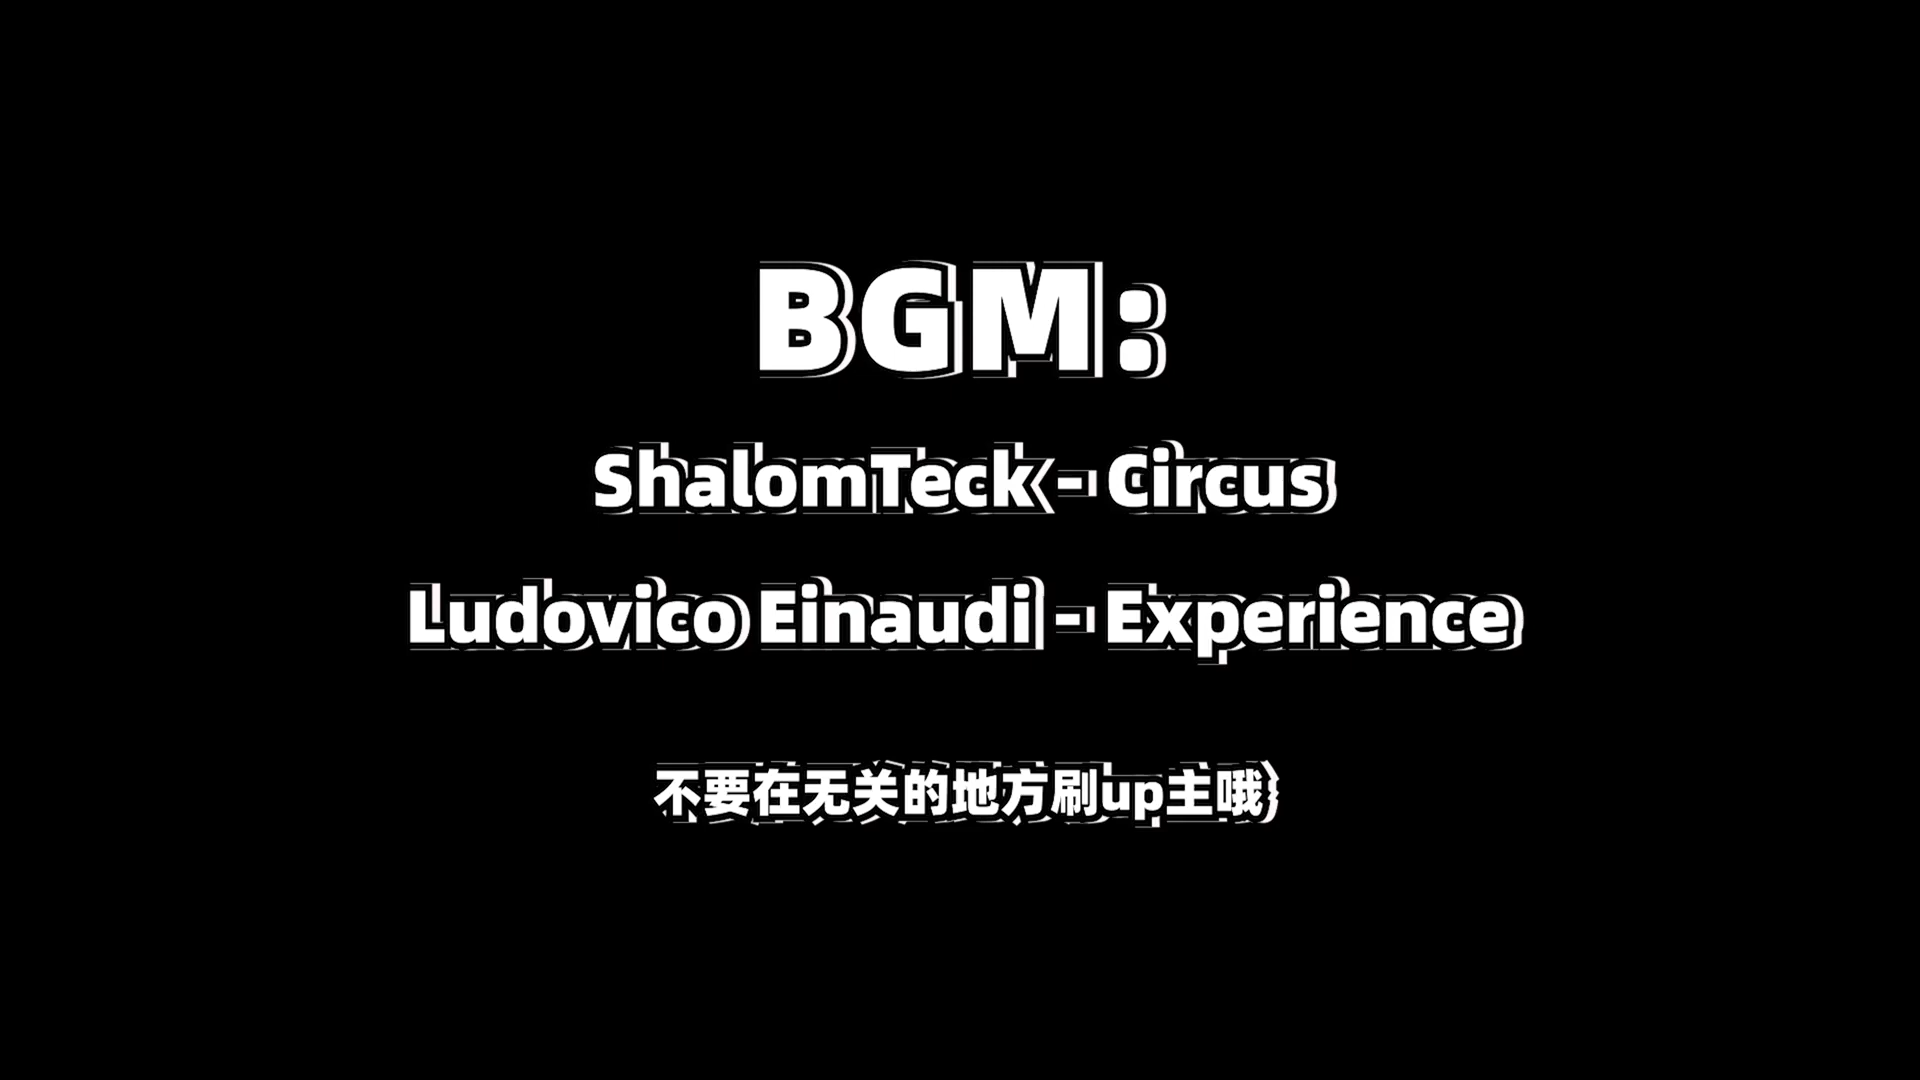 BGM:
ShalomTeck - Circus
Ludovico Einaudi - Experience
不要在无关的地方刷up主哦